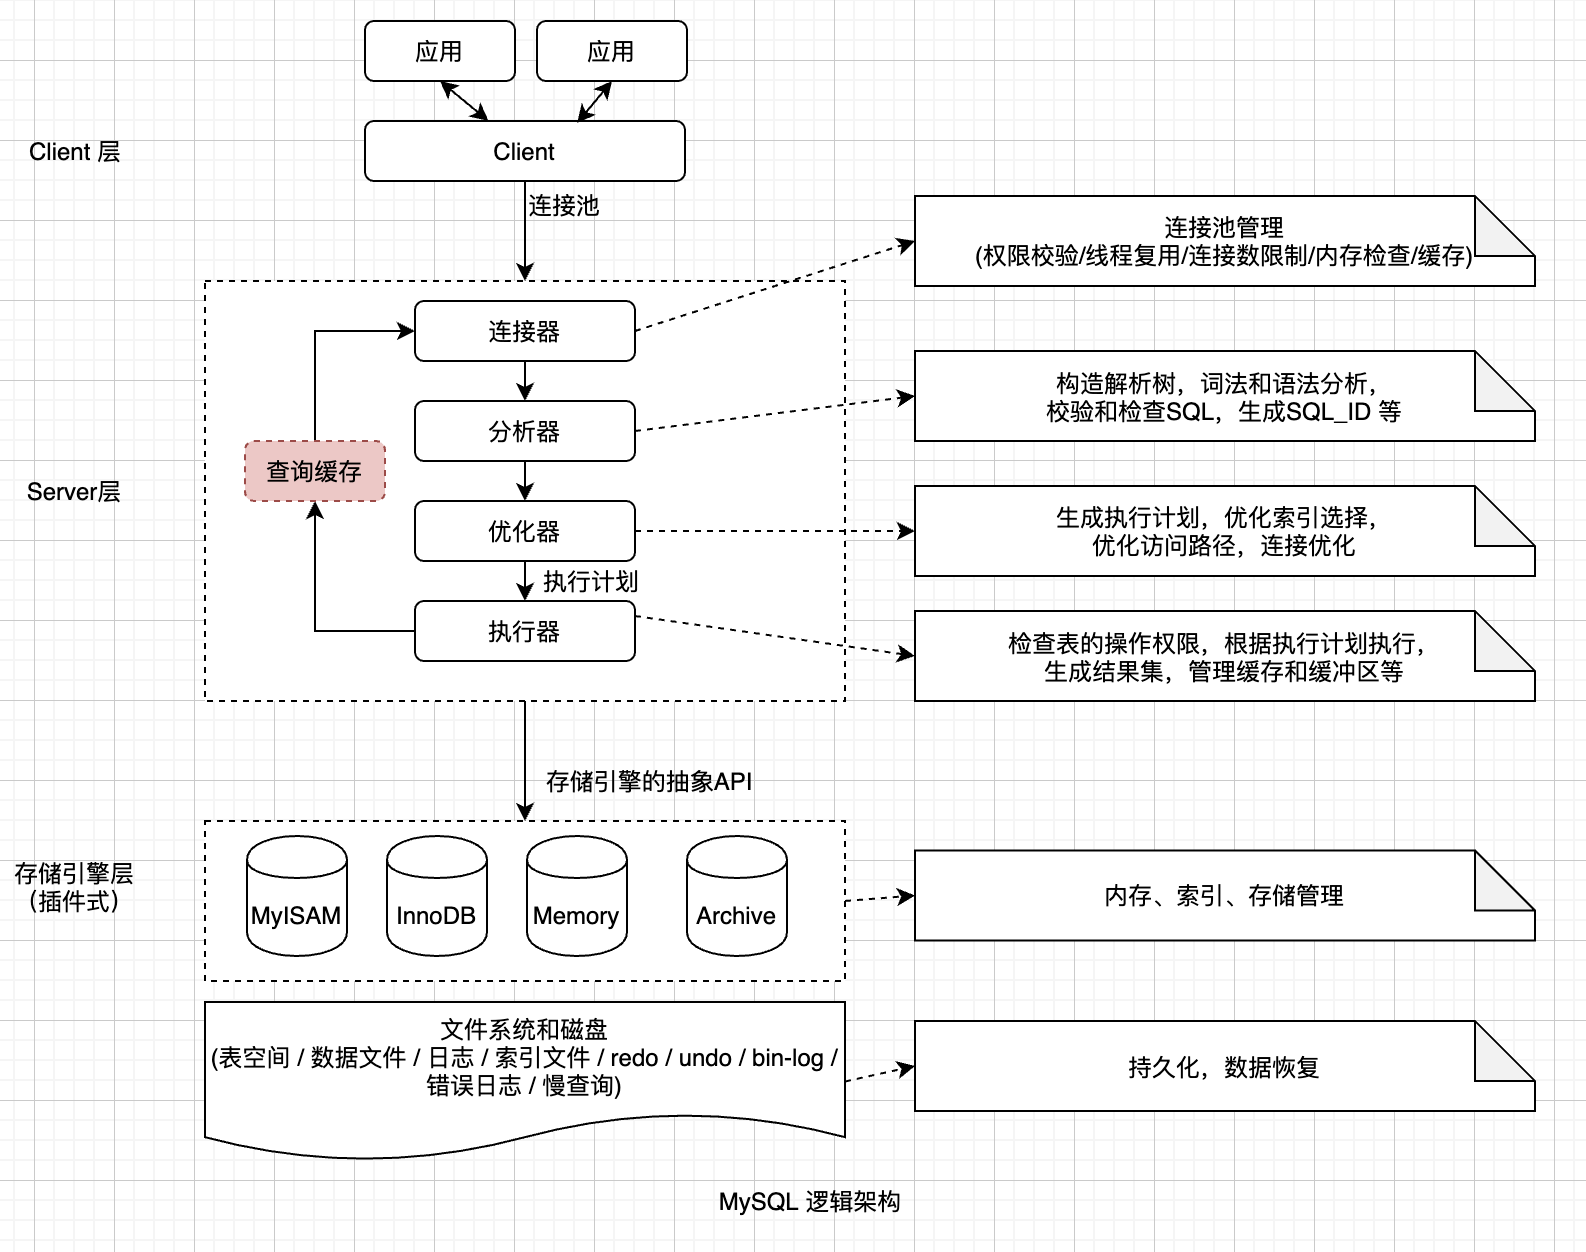 应用
应用
Client 层
Client
连接池
连接池管理
(权限校验/线程复用/连接数限制/内存检查/缓存)
连接器
构造解析树，词法和语法分析，
校验和检查SQL，生成SQL_ID 等
分析器
查询缓存
Server层
优化器
生成执行计划，优化索引选择，
优化访问路径，连接优化
执行计划
执行器
检查表的操作权限，根据执行计划执行，
生成结果集，管理缓存和缓冲区等
存储引擎的抽象API
存储引擎层
（插件式）
MyISAM
InnoDB
Memory
Archive
内存、索引、存储管理
文件系统和磁盘
(表空间 / 数据文件 / 日志 / 索引文件 / redo / undo / bin-log /
错误日志 / 慢查询)
持久化，数据恢复
MySQL 逻辑架构